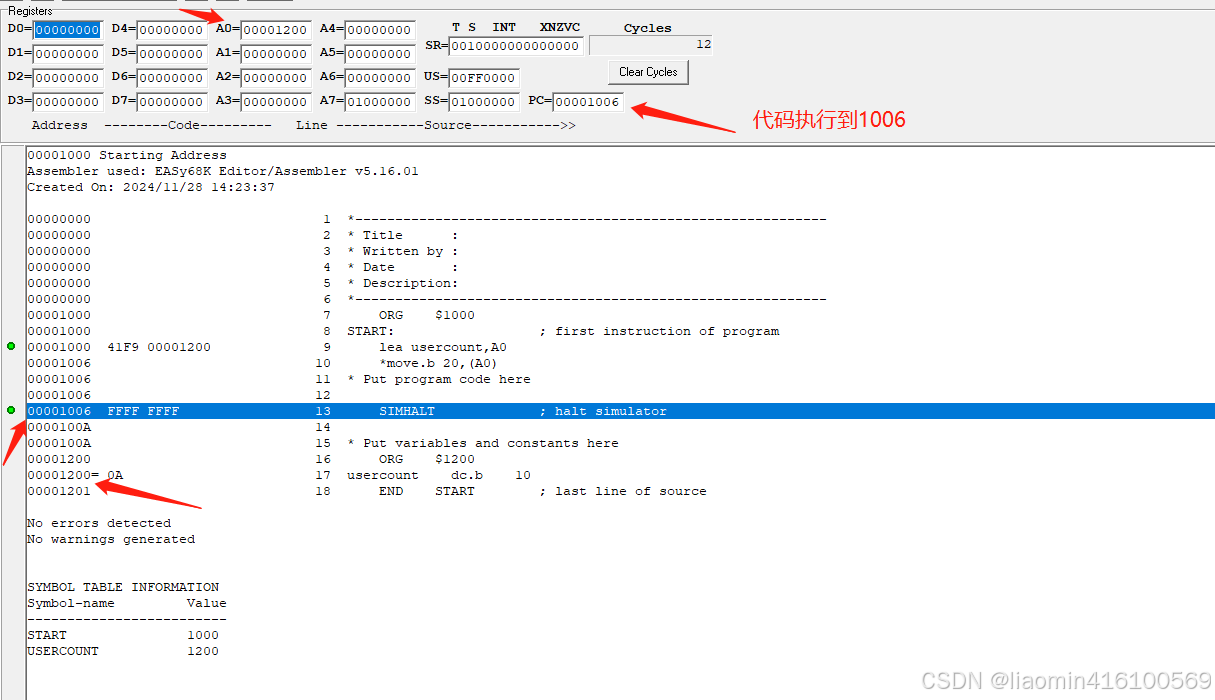 Registers
D0= 00000000 D4= 00000000 A0= 00001200 A4= 00000000 T S INT XNZVC Cycles
SR= 0010000000000000 12
D1= 00000000 D5= 00000000 A1= 00000000 A5= 00000000
D2= 00000000 D6= 00000000 A2= 00000000 A6= 00000000 US= 00FF0000 Clear Cycles
D3= 00000000 D7= 00000000 A3= 00000000 A7= 01000000 SS= 01000000 PC= 00001006
代码执行到1006
Address --------Code--------- Line -----------Source----------->>
00001000 Starting Address
Assembler used: EASy68K Editor/Assembler v5.16.01
Created On: 2024/11/28 14:23:37
00000000 1 *-----------------------------------------------------------
00000000 2 * Title :
00000000 3 * Written by :
00000000 4 * Date :
00000000 5 * Description:
00000000 6 *-----------------------------------------------------------
00001000 7 ORG $1000
00001000 8 START: ; first instruction of program
00001000 41F9 00001200 9 lea usercount,A0
00001006 10 *move.b 20,(A0)
00001006 11 * Put program code here
00001006 12
00001006 FFFF FFFF 13 SIMHALT ; halt simulator
0000100A 14
0000100A 15 * Put variables and constants here
00001200 16 ORG $1200
00001200= 0A 17 usercount dc.b 10
00001201 18 END START ; last line of source
No errors detected
No warnings generated
SYMBOL TABLE INFORMATION
Symbol-name Value
-------------------------
START 1000
USERCOUNT 1200
CSDN @liaomin416100569